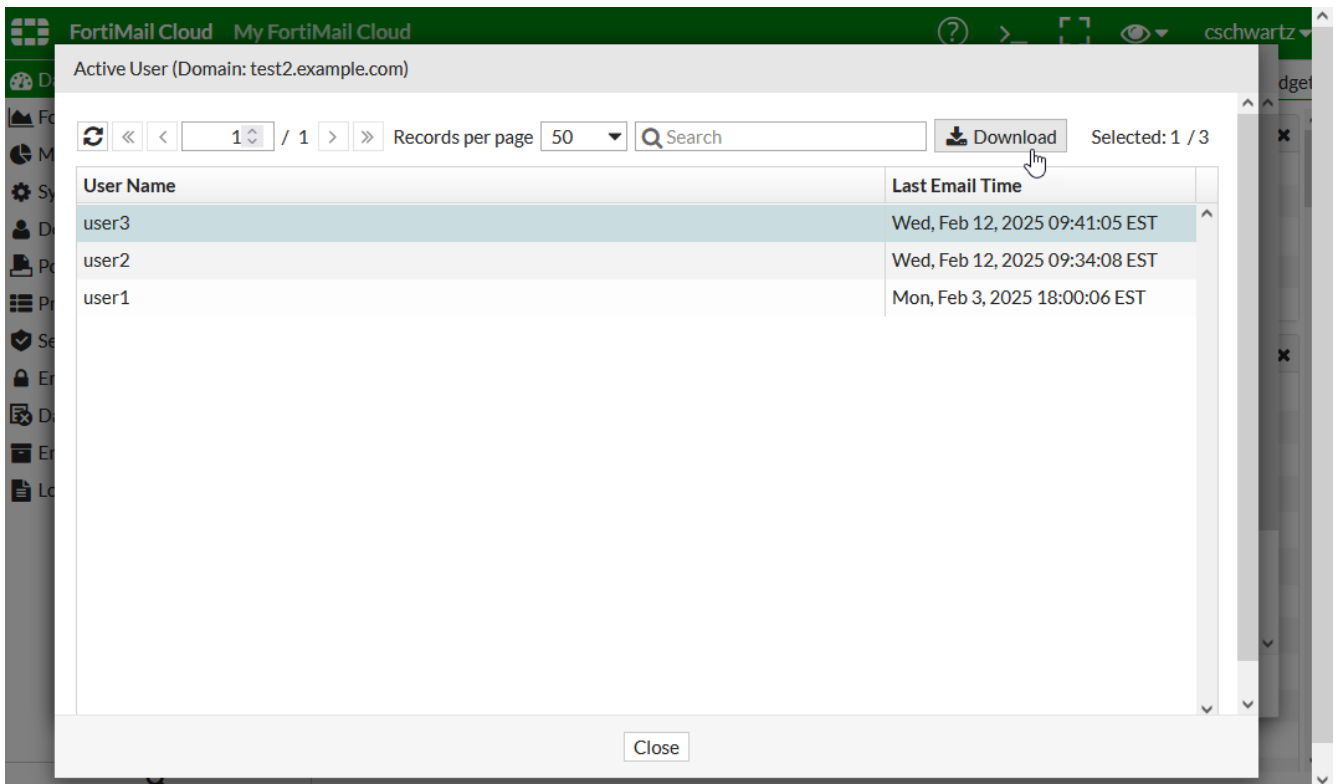 FortiMail Cloud My FortiMail Cloud cschwartz
Active User (Domain: test2.example.com)
1 / 1 Records per page 50 Search Download Selected: 1 / 3
User Name Last Email Time
user3 Wed, Feb 12, 2025 09:41:05 EST
user2 Wed, Feb 12, 2025 09:34:08 EST
user1 Mon, Feb 3, 2025 18:00:06 EST
Close